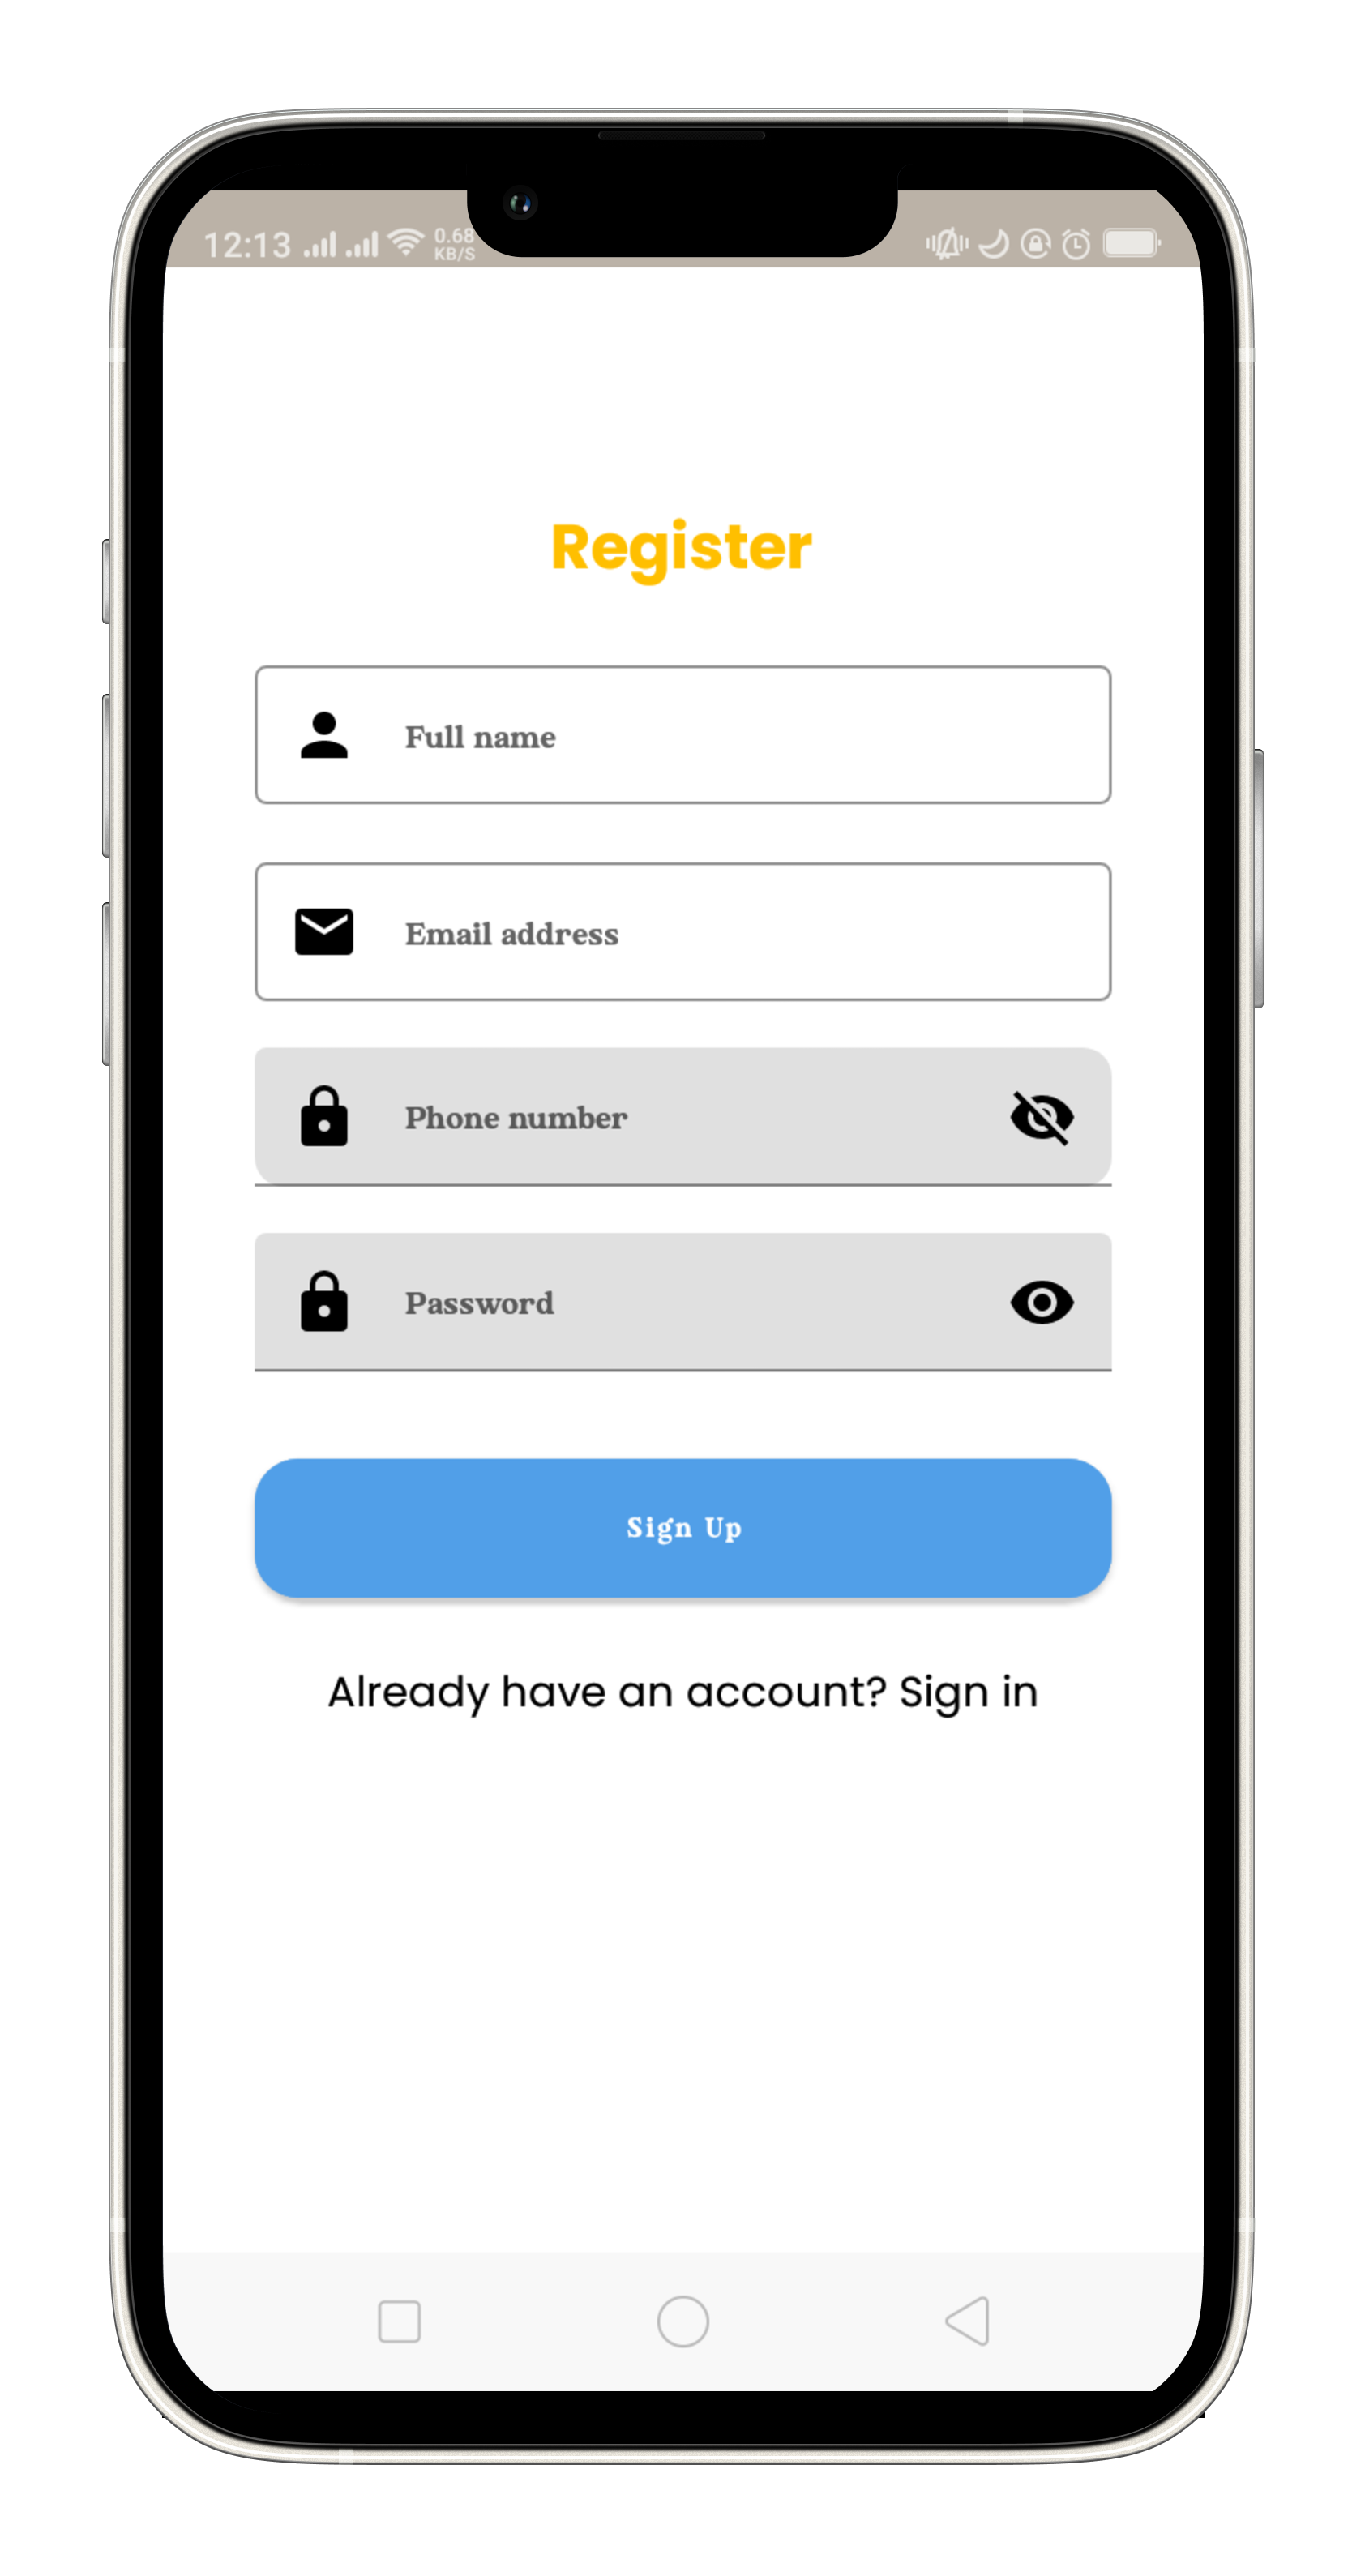 12:13 0.68 KB/S
Register
Full name
Email address
Phone number
Password
Sign Up
Already have an account? Sign in